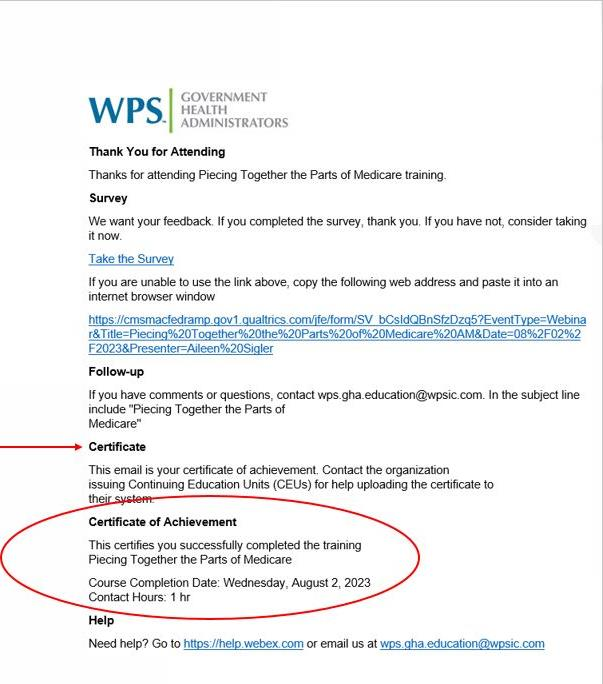 WPS. GOVERNMENT
HEALTH
ADMINISTRATORS
Thank You for Attending
Thanks for attending Piecing Together the Parts of Medicare training.
Survey
We want your feedback. If you completed the survey, thank you. If you have not, consider taking
it now.
Take the Survey
If you are unable to use the link above, copy the following web address and paste it into an
internet browser window
https://cmsmacfedramp.gov1.qualtrics.com/jfe/form/SV_bCsIdQBnSfzDzq5?EventType=Webina
r&Title=Piecing%20Together%20the%20Parts%20of%20Medicare%20AM&Date=08%2F02%2
F2023&Presenter=Aileen%20Sigler
Follow-up
If you have comments or questions, contact wps.gha.education@wpsic.com. In the subject line
include "Piecing Together the Parts of
Medicare"
Certificate
This email is your certificate of achievement. Contact the organization
issuing Continuing Education Units (CEUs) for help uploading the certificate to
their system.
Certificate of Achievement
This certifies you successfully completed the training
Piecing Together the Parts of Medicare
Course Completion Date: Wednesday, August 2, 2023
Contact Hours: 1 hr
Help
Need help? Go to https://help.webex.com or email us at wps.gha.education@wpsic.com